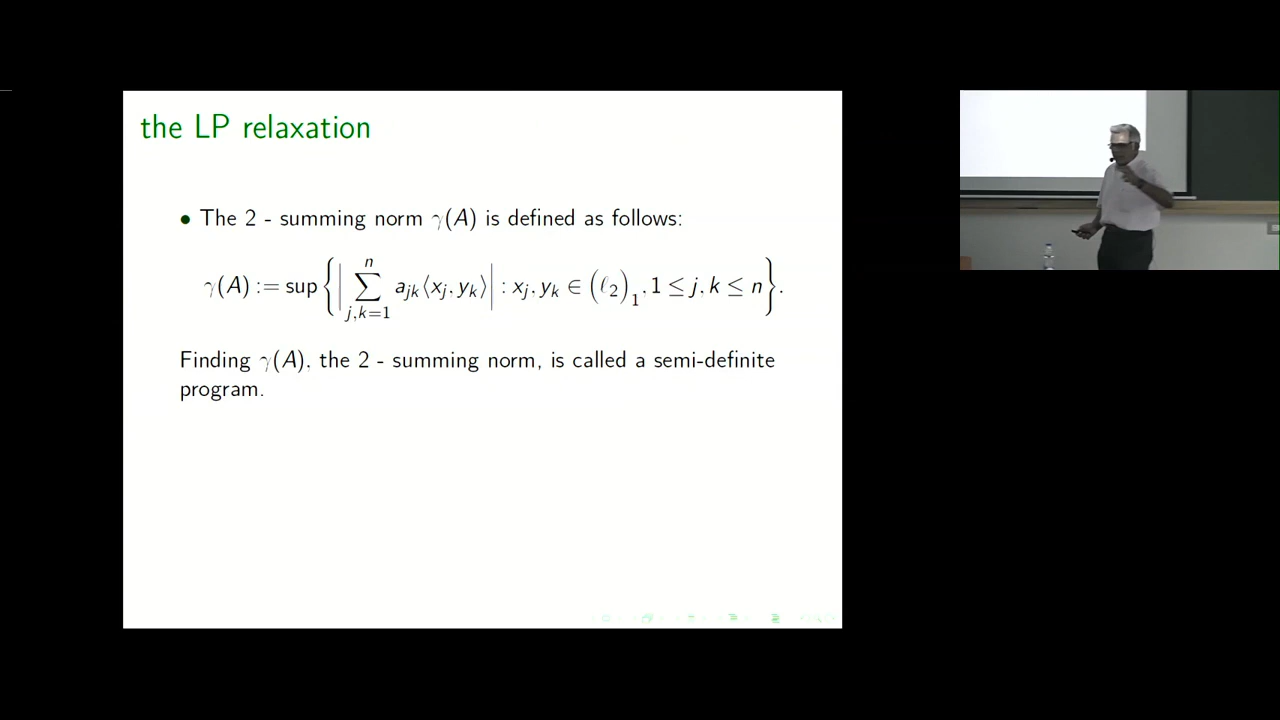 the LP relaxation
• The 2 - summing norm γ(A) is defined as follows:
γ(A) := sup { | ∑_{j,k=1}^{n} a_{jk}⟨x_j, y_k⟩ | : x_j, y_k ∈ (ℓ_2)_1, 1 ≤ j, k ≤ n }.
Finding γ(A), the 2 - summing norm, is called a semi-definite
program.